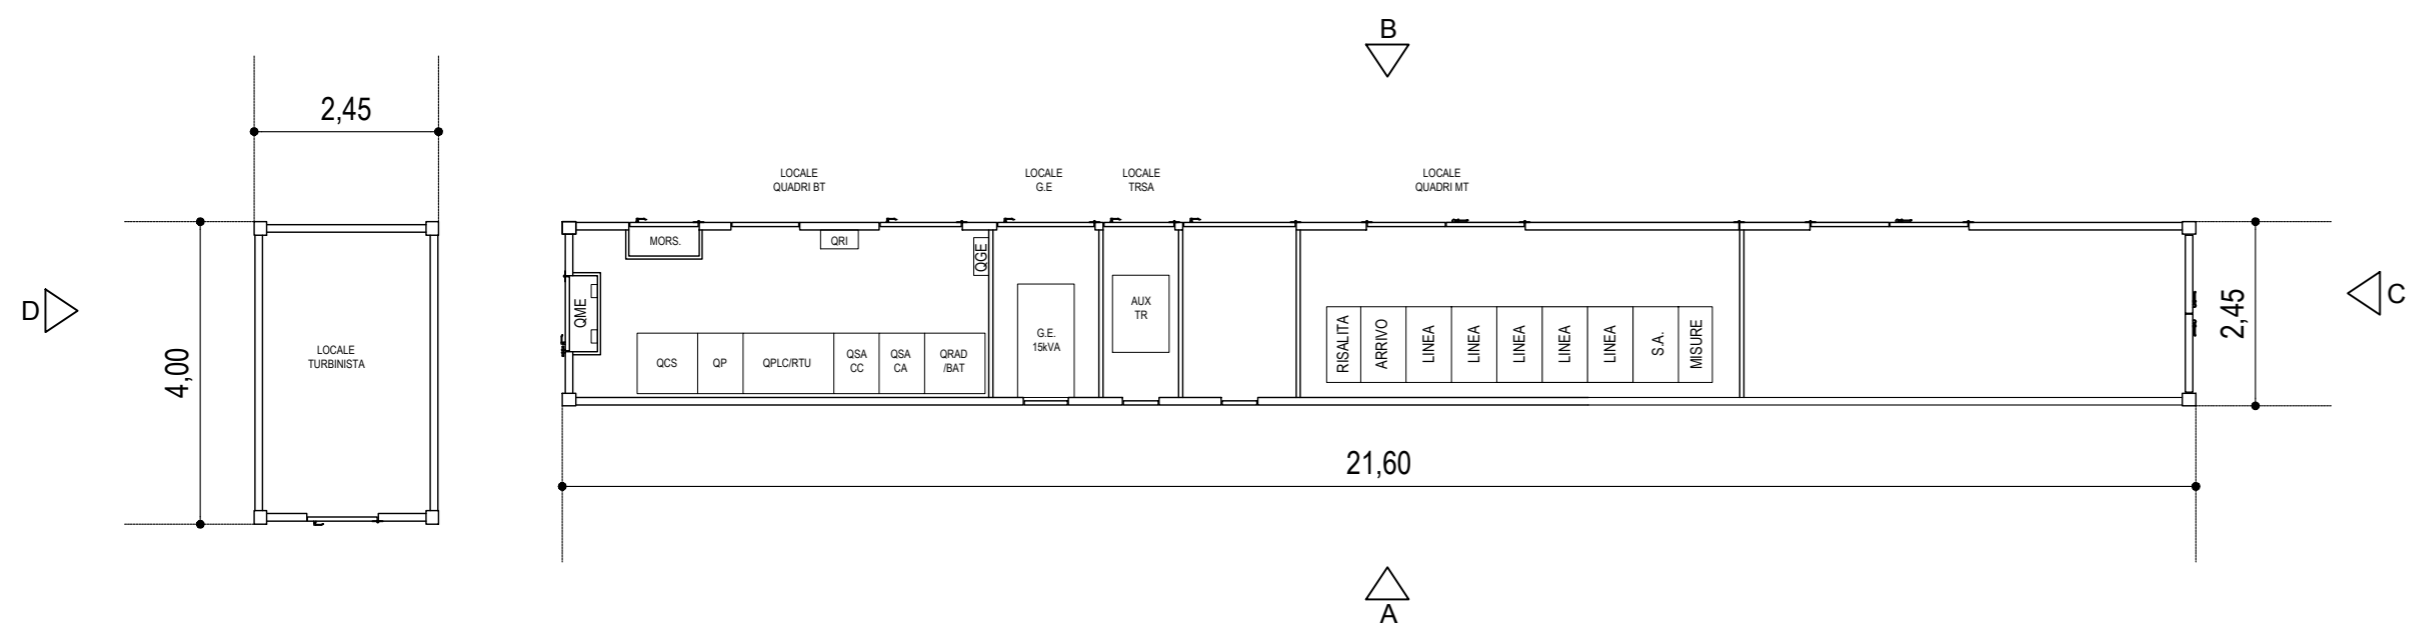 B
2,45
LOCALE
QUADRI BT
LOCALE
G.E
LOCALE
TRSA
LOCALE
QUADRI MT
MORS.
QRI
QGE
QME
D
C
AUX
TR
G.E.
15kVA
2,45
4,00
LOCALE
TURBINISTA
QCS
QP
QPLC/RTU
QSA
CC
QSA
CA
QRAD
/BAT
RISALITA
ARRIVO
LINEA
LINEA
LINEA
LINEA
LINEA
S.A.
MISURE
21,60
A